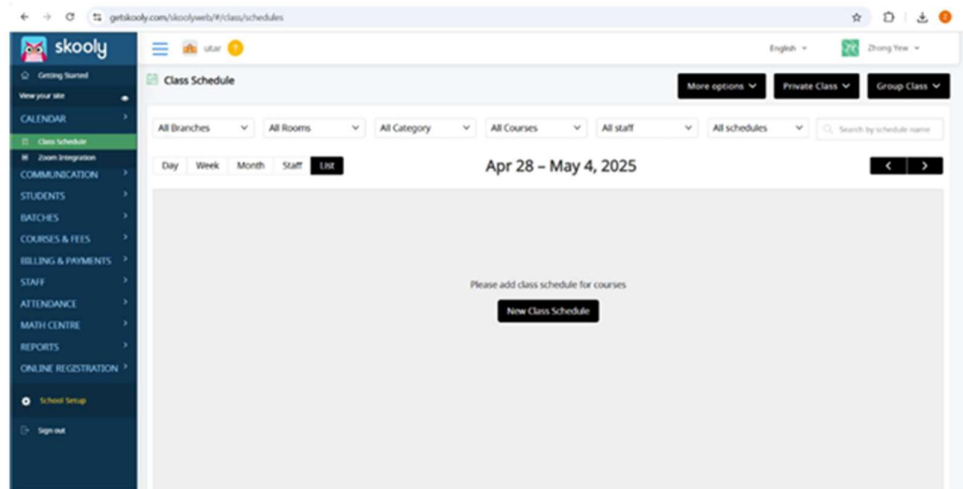 getskooly.com/skoolyweb/#/class/schedules
skooly
utar
English
Zhong Yew
Getting Started
View your site
CALENDAR
Class Schedule
Zoom Integration
COMMUNICATION
STUDENTS
BATCHES
COURSES & FEES
BILLING & PAYMENTS
STAFF
ATTENDANCE
MATH CENTRE
REPORTS
ONLINE REGISTRATION
School Setup
Sign out
Class Schedule
More options
Private Class
Group Class
All Branches All Rooms All Category All Courses All staff All schedules Search by schedule name
Day Week Month Staff List
Apr 28 – May 4, 2025
Please add class schedule for courses
New Class Schedule